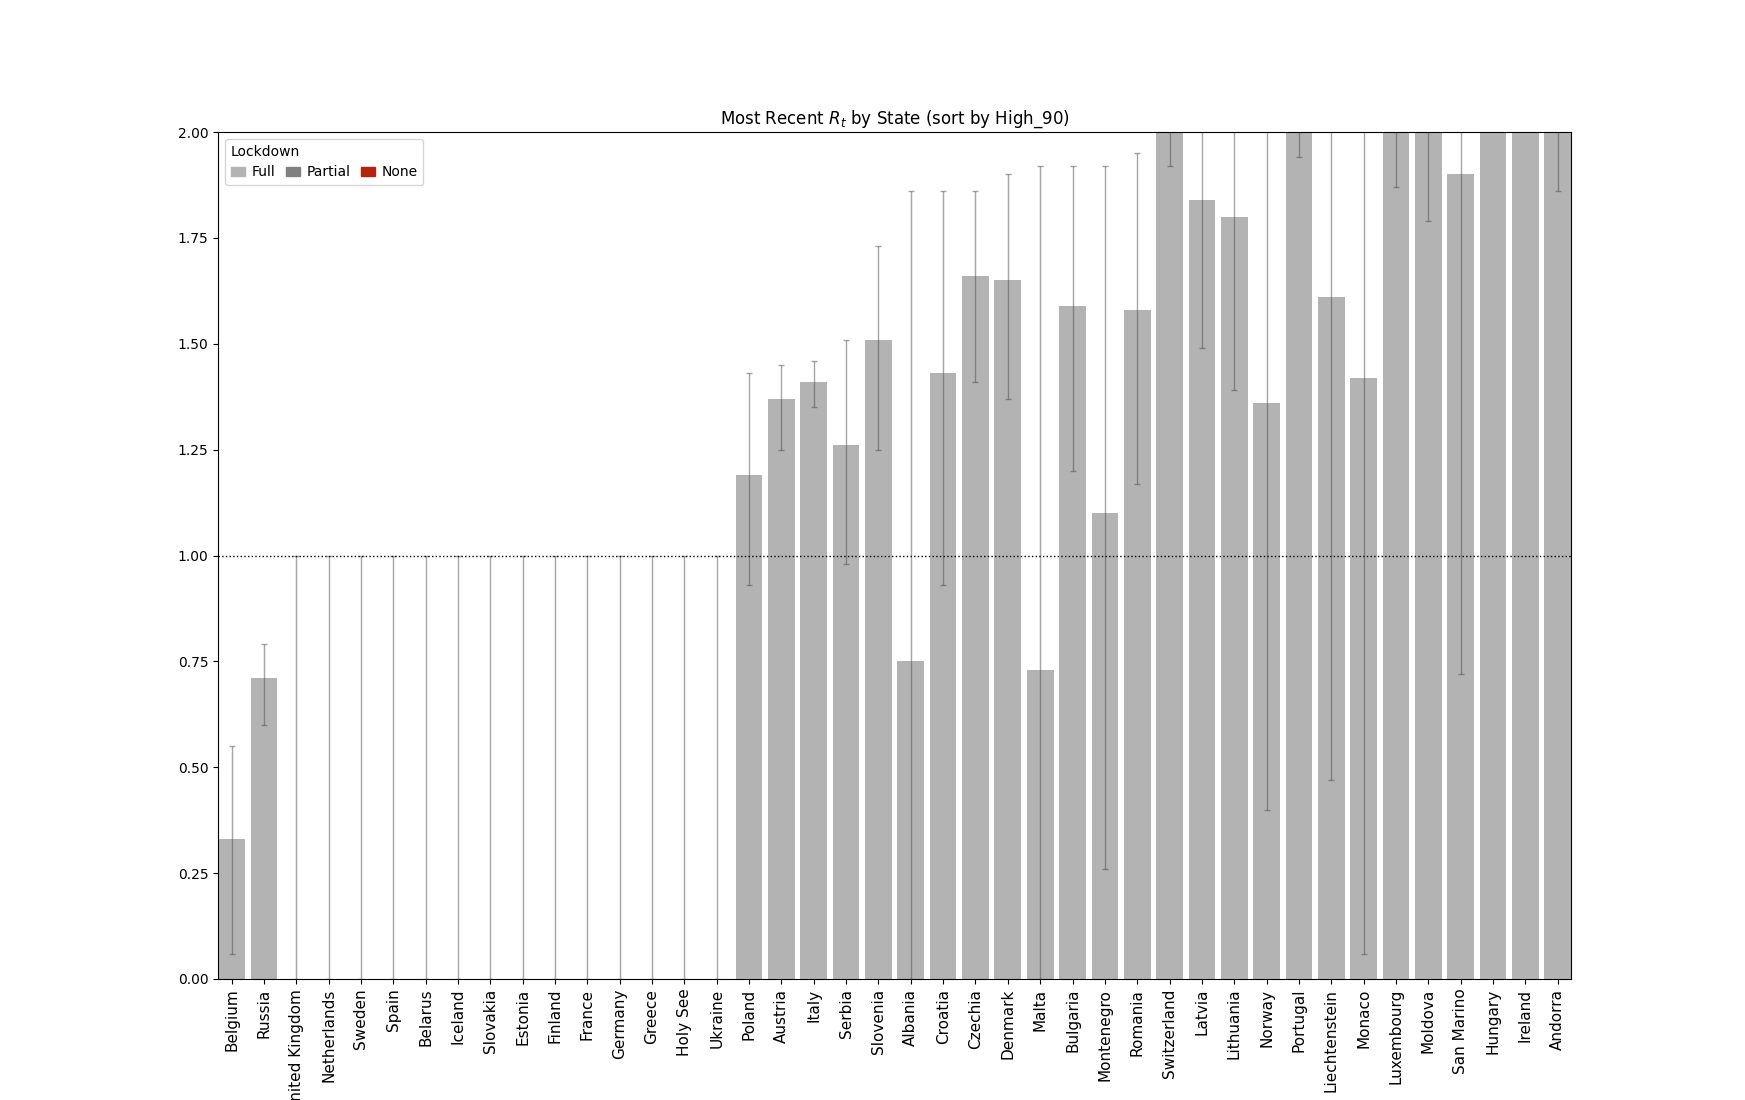 Most Recent Rt by State (sort by High_90)
Lockdown
Full Partial None
2.00
1.75
1.50
1.25
1.00
0.75
0.50
0.25
0.00
Belgium
Russia
nited Kingdom
Netherlands
Sweden
Spain
Belarus
Iceland
Slovakia
Estonia
Finland
France
Germany
Greece
Holy See
Ukraine
Poland
Austria
Italy
Serbia
Slovenia
Albania
Croatia
Czechia
Denmark
Malta
Bulgaria
Montenegro
Romania
Switzerland
Latvia
Lithuania
Norway
Portugal
Liechtenstein
Monaco
Luxembourg
Moldova
San Marino
Hungary
Ireland
Andorra